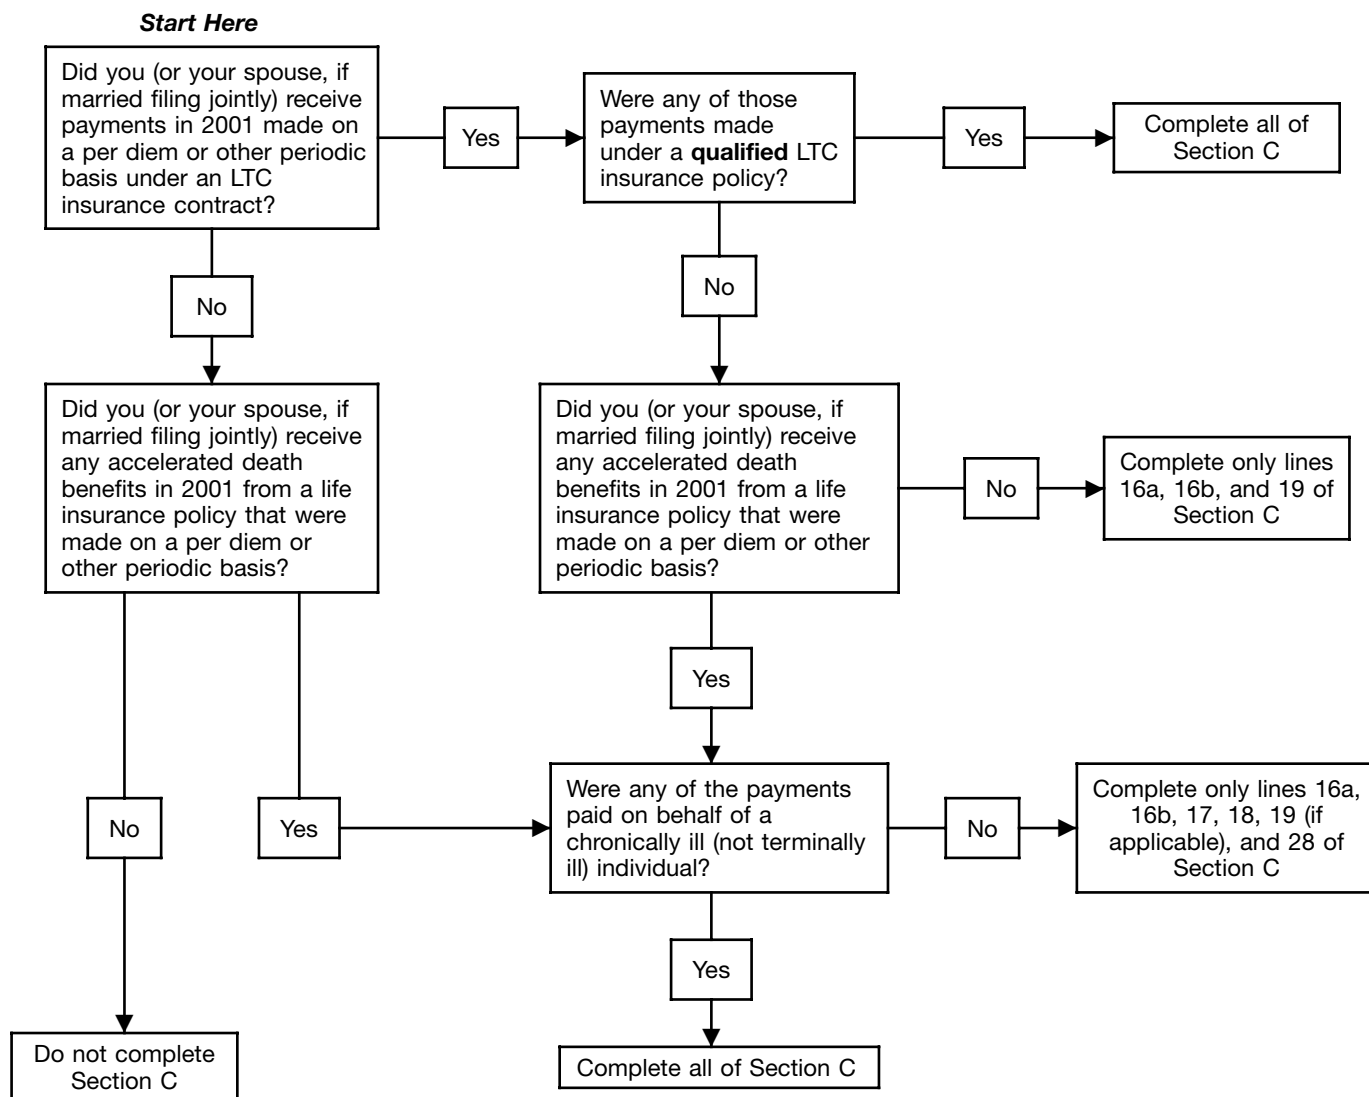 Start Here
Did you (or your spouse, if
married filing jointly) receive
payments in 2001 made on
a per diem or other periodic
basis under an LTC
insurance contract?
Yes
Were any of those
payments made
under a qualified LTC
insurance policy?
Yes
Complete all of
Section C
No
No
Did you (or your spouse, if
married filing jointly) receive
any accelerated death
benefits in 2001 from a life
insurance policy that were
made on a per diem or
other periodic basis?
Did you (or your spouse, if
married filing jointly) receive
any accelerated death
benefits in 2001 from a life
insurance policy that were
made on a per diem or other
periodic basis?
No
Complete only lines
16a, 16b, and 19 of
Section C
Yes
No
Yes
Were any of the payments
paid on behalf of a
chronically ill (not terminally
ill) individual?
No
Complete only lines 16a,
16b, 17, 18, 19 (if
applicable), and 28 of
Section C
Yes
Do not complete
Section C
Complete all of Section C